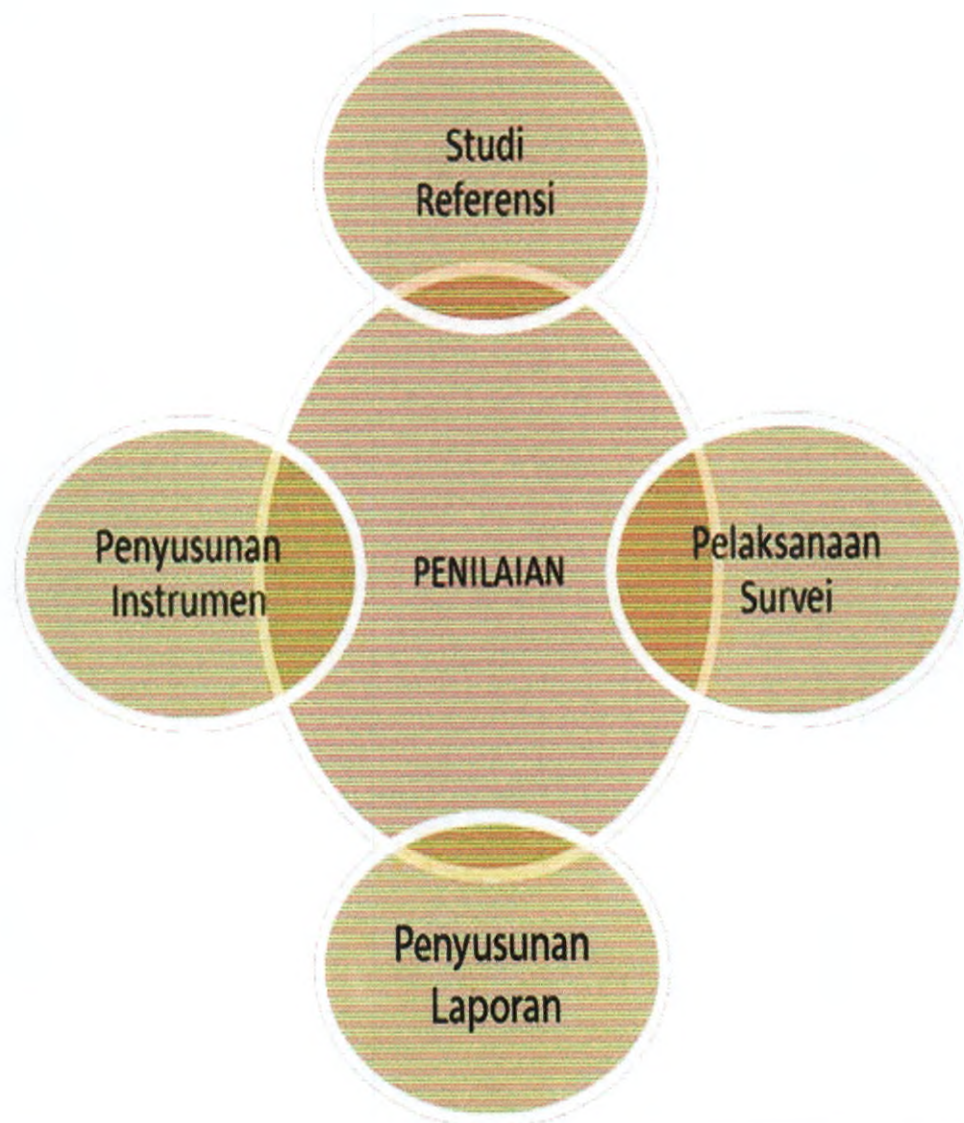 Studi
Referensi
Penyusunan
Instrumen
PENILAIAN
Pelaksanaan
Survei
Penyusunan
Laporan